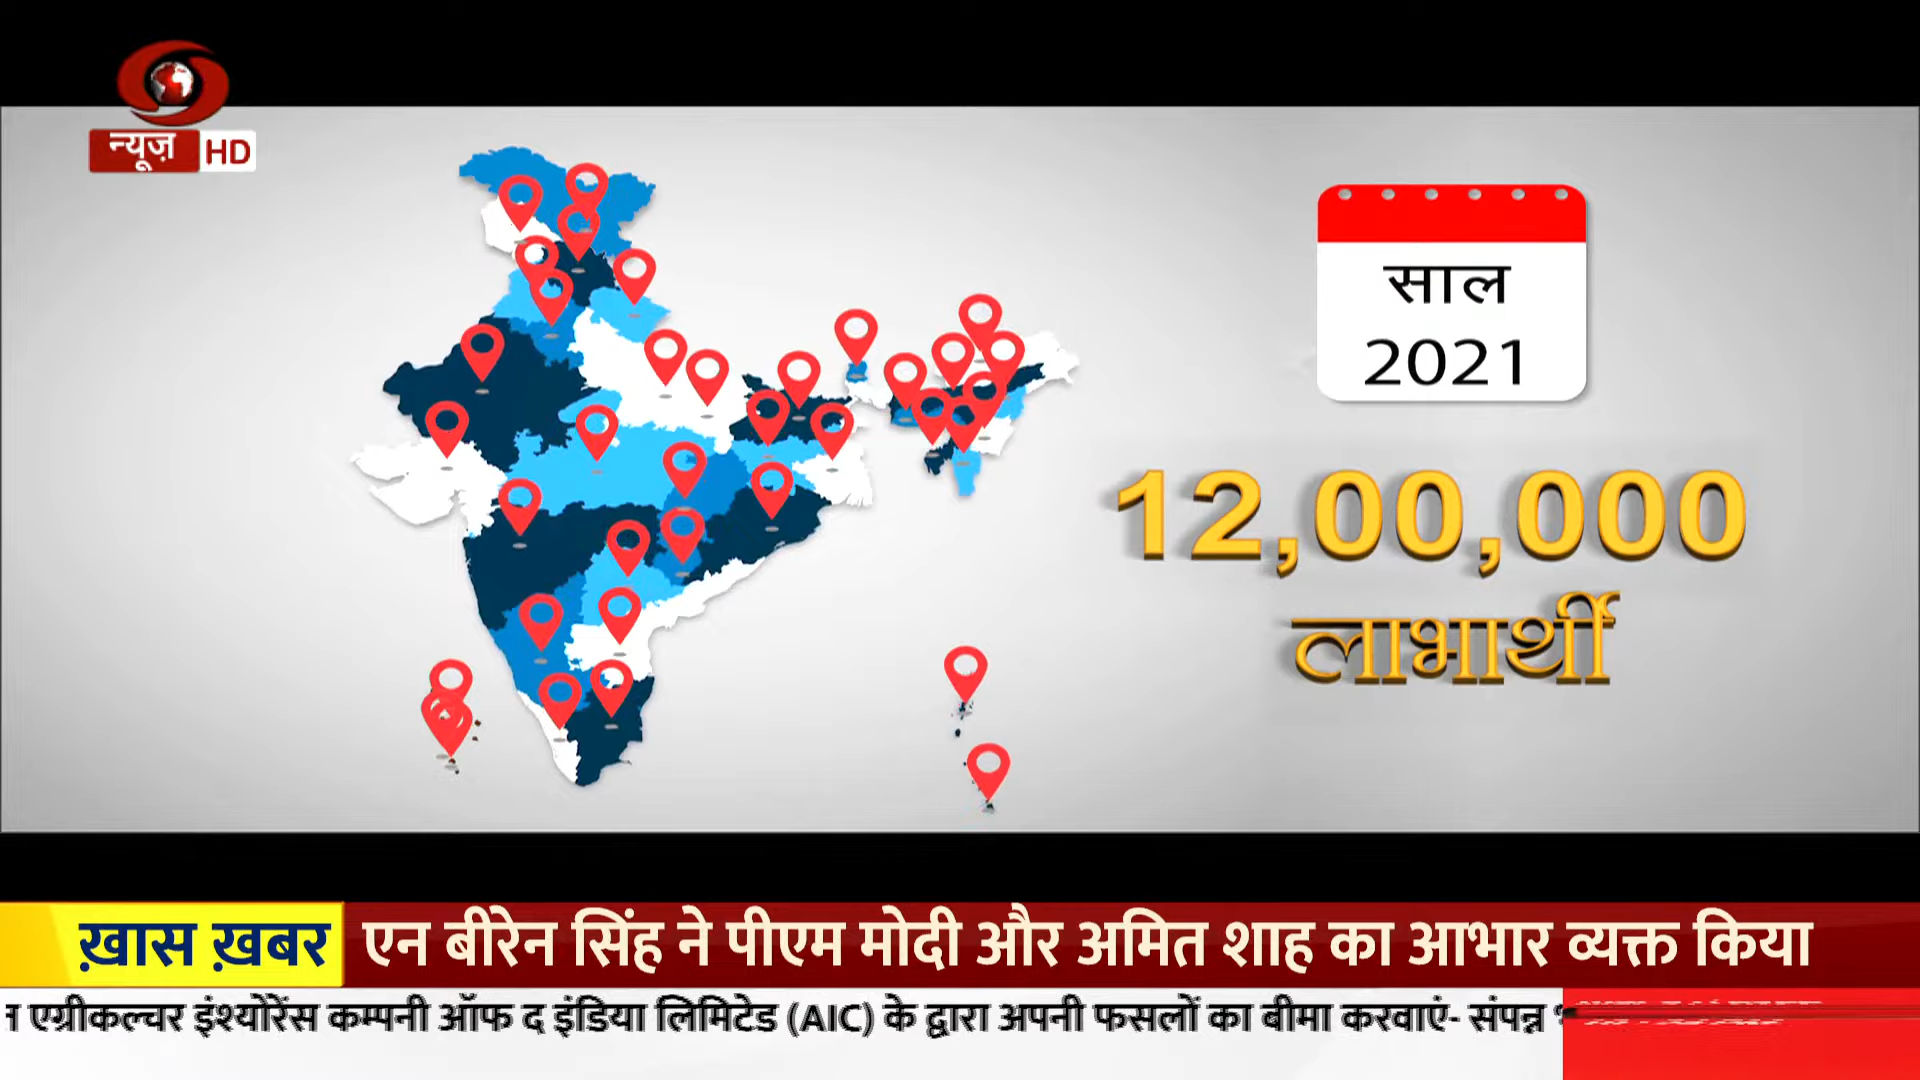 न्यूज़ HD
साल
2021
12,00,000
लाभार्थी
ख़ास ख़बर
एन बीरेन सिंह ने पीएम मोदी और अमित शाह का आभार व्यक्त किया
एग्रीकल्चर इंश्योरेंस कम्पनी ऑफ द इंडिया लिमिटेड (AIC) के द्वारा अपनी फसलों का बीमा करवाएं- संपन्न